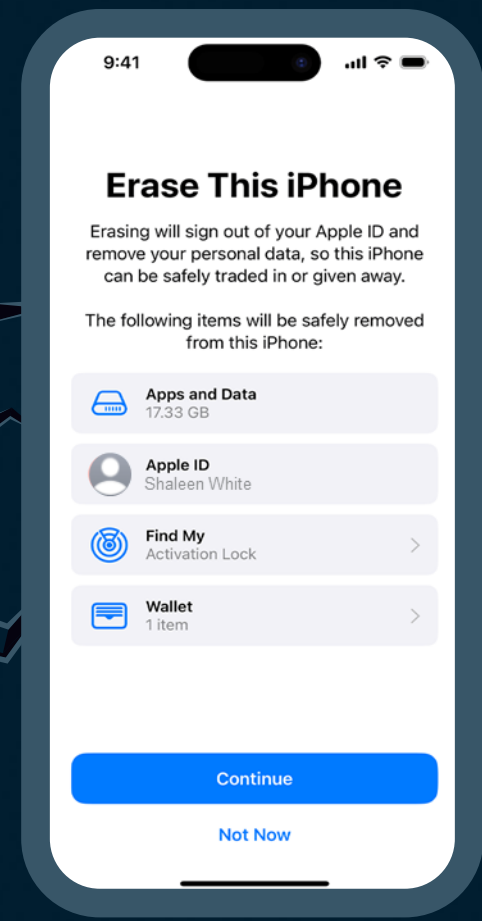 9:41
Erase This iPhone
Erasing will sign out of your Apple ID and
remove your personal data, so this iPhone
can be safely traded in or given away.
The following items will be safely removed
from this iPhone:
Apps and Data
17.33 GB
Apple ID
Shaleen White
Find My
Activation Lock
Wallet
1 item
Continue
Not Now